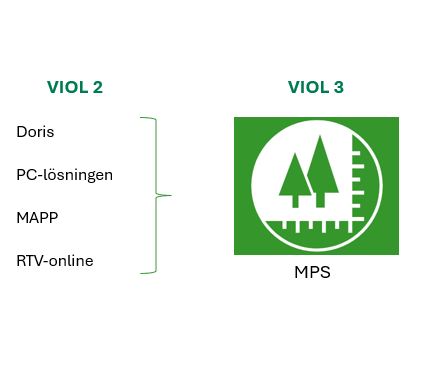 VIOL 2
VIOL 3
Doris
PC-lösningen
MAPP
RTV-online
MPS